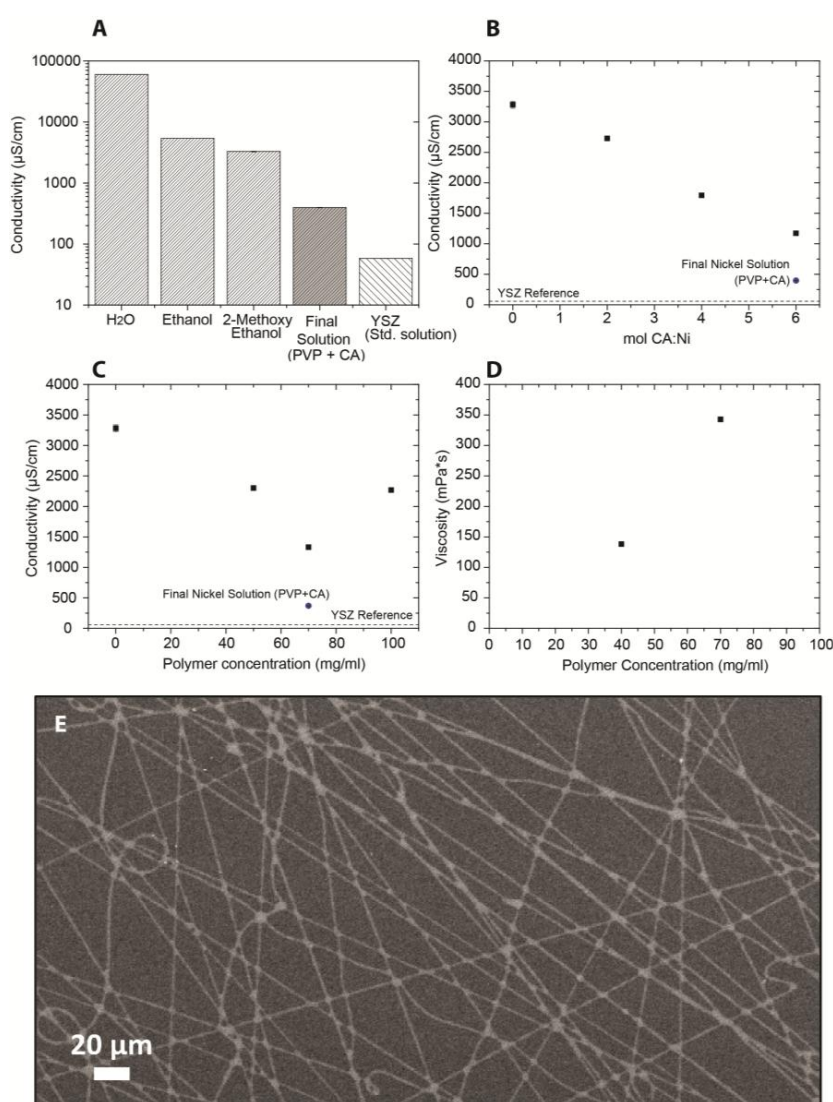 A
Conductivity (µS/cm)
100000
10000
1000
100
10
H2O
Ethanol
2-Methoxy
Ethanol
Final
Solution
(PVP + CA)
YSZ
(Std. solution)
B
Conductivity (µS/cm)
4000
3500
3000
2500
2000
1500
1000
500
0
Final Nickel Solution
(PVP+CA)
YSZ Reference
0 1 2 3 4 5 6
mol CA:Ni
C
Conductivity (µS/cm)
4000
3500
3000
2500
2000
1500
1000
500
0
Final Nickel Solution (PVP+CA)
YSZ Reference
0 20 40 60 80 100
Polymer concentration (mg/ml)
D
Viscosity (mPa*s)
400
350
300
250
200
150
100
50
0
0 10 20 30 40 50 60 70 80 90 100
Polymer Concentration (mg/ml)
E
20 µm